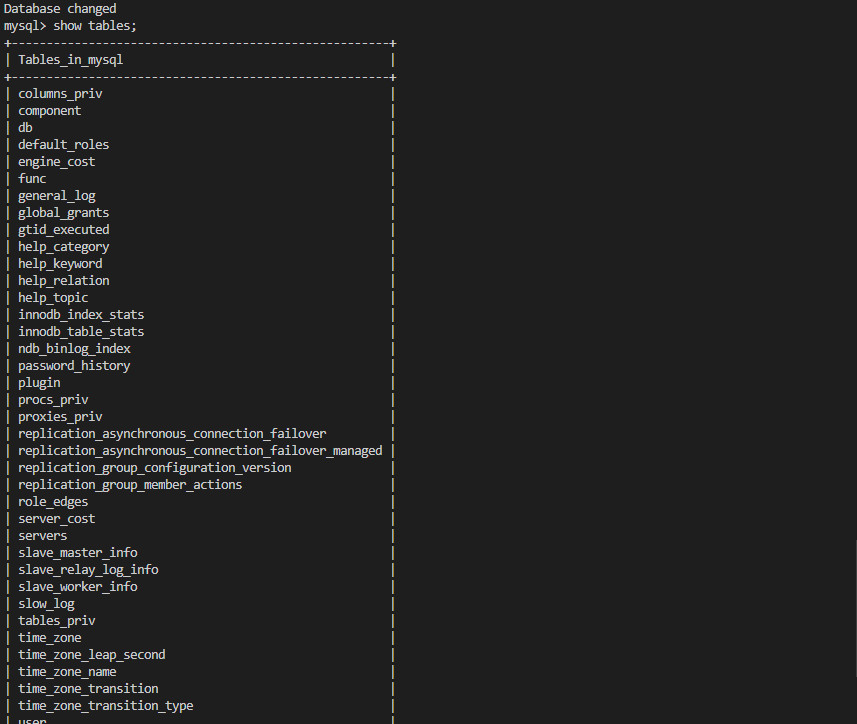 Database changed
mysql> show tables;
+------------------------------------------------------+
| Tables_in_mysql                                      |
+------------------------------------------------------+
| columns_priv                                         |
| component                                            |
| db                                                   |
| default_roles                                        |
| engine_cost                                          |
| func                                                 |
| general_log                                          |
| global_grants                                        |
| gtid_executed                                        |
| help_category                                        |
| help_keyword                                         |
| help_relation                                        |
| help_topic                                           |
| innodb_index_stats                                   |
| innodb_table_stats                                   |
| ndb_binlog_index                                     |
| password_history                                     |
| plugin                                               |
| procs_priv                                           |
| proxies_priv                                         |
| replication_asynchronous_connection_failover         |
| replication_asynchronous_connection_failover_managed |
| replication_group_configuration_version              |
| replication_group_member_actions                     |
| role_edges                                           |
| server_cost                                          |
| servers                                              |
| slave_master_info                                    |
| slave_relay_log_info                                 |
| slave_worker_info                                    |
| slow_log                                             |
| tables_priv                                          |
| time_zone                                            |
| time_zone_leap_second                                |
| time_zone_name                                       |
| time_zone_transition                                 |
| time_zone_transition_type                            |
| user                                                 |